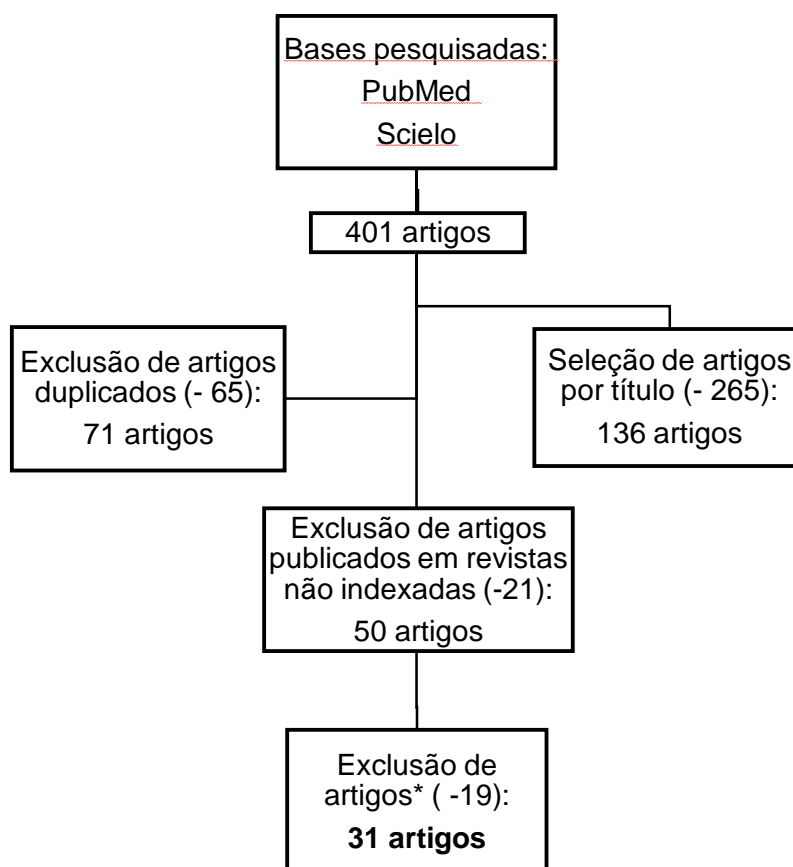 Bases pesquisadas:
PubMed
Scielo
401 artigos
Exclusão de artigos
duplicados (- 65):
71 artigos
Seleção de artigos
por título (- 265):
136 artigos
Exclusão de artigos
publicados em revistas
não indexadas (-21):
50 artigos
Exclusão de
artigos* ( -19):
31 artigos